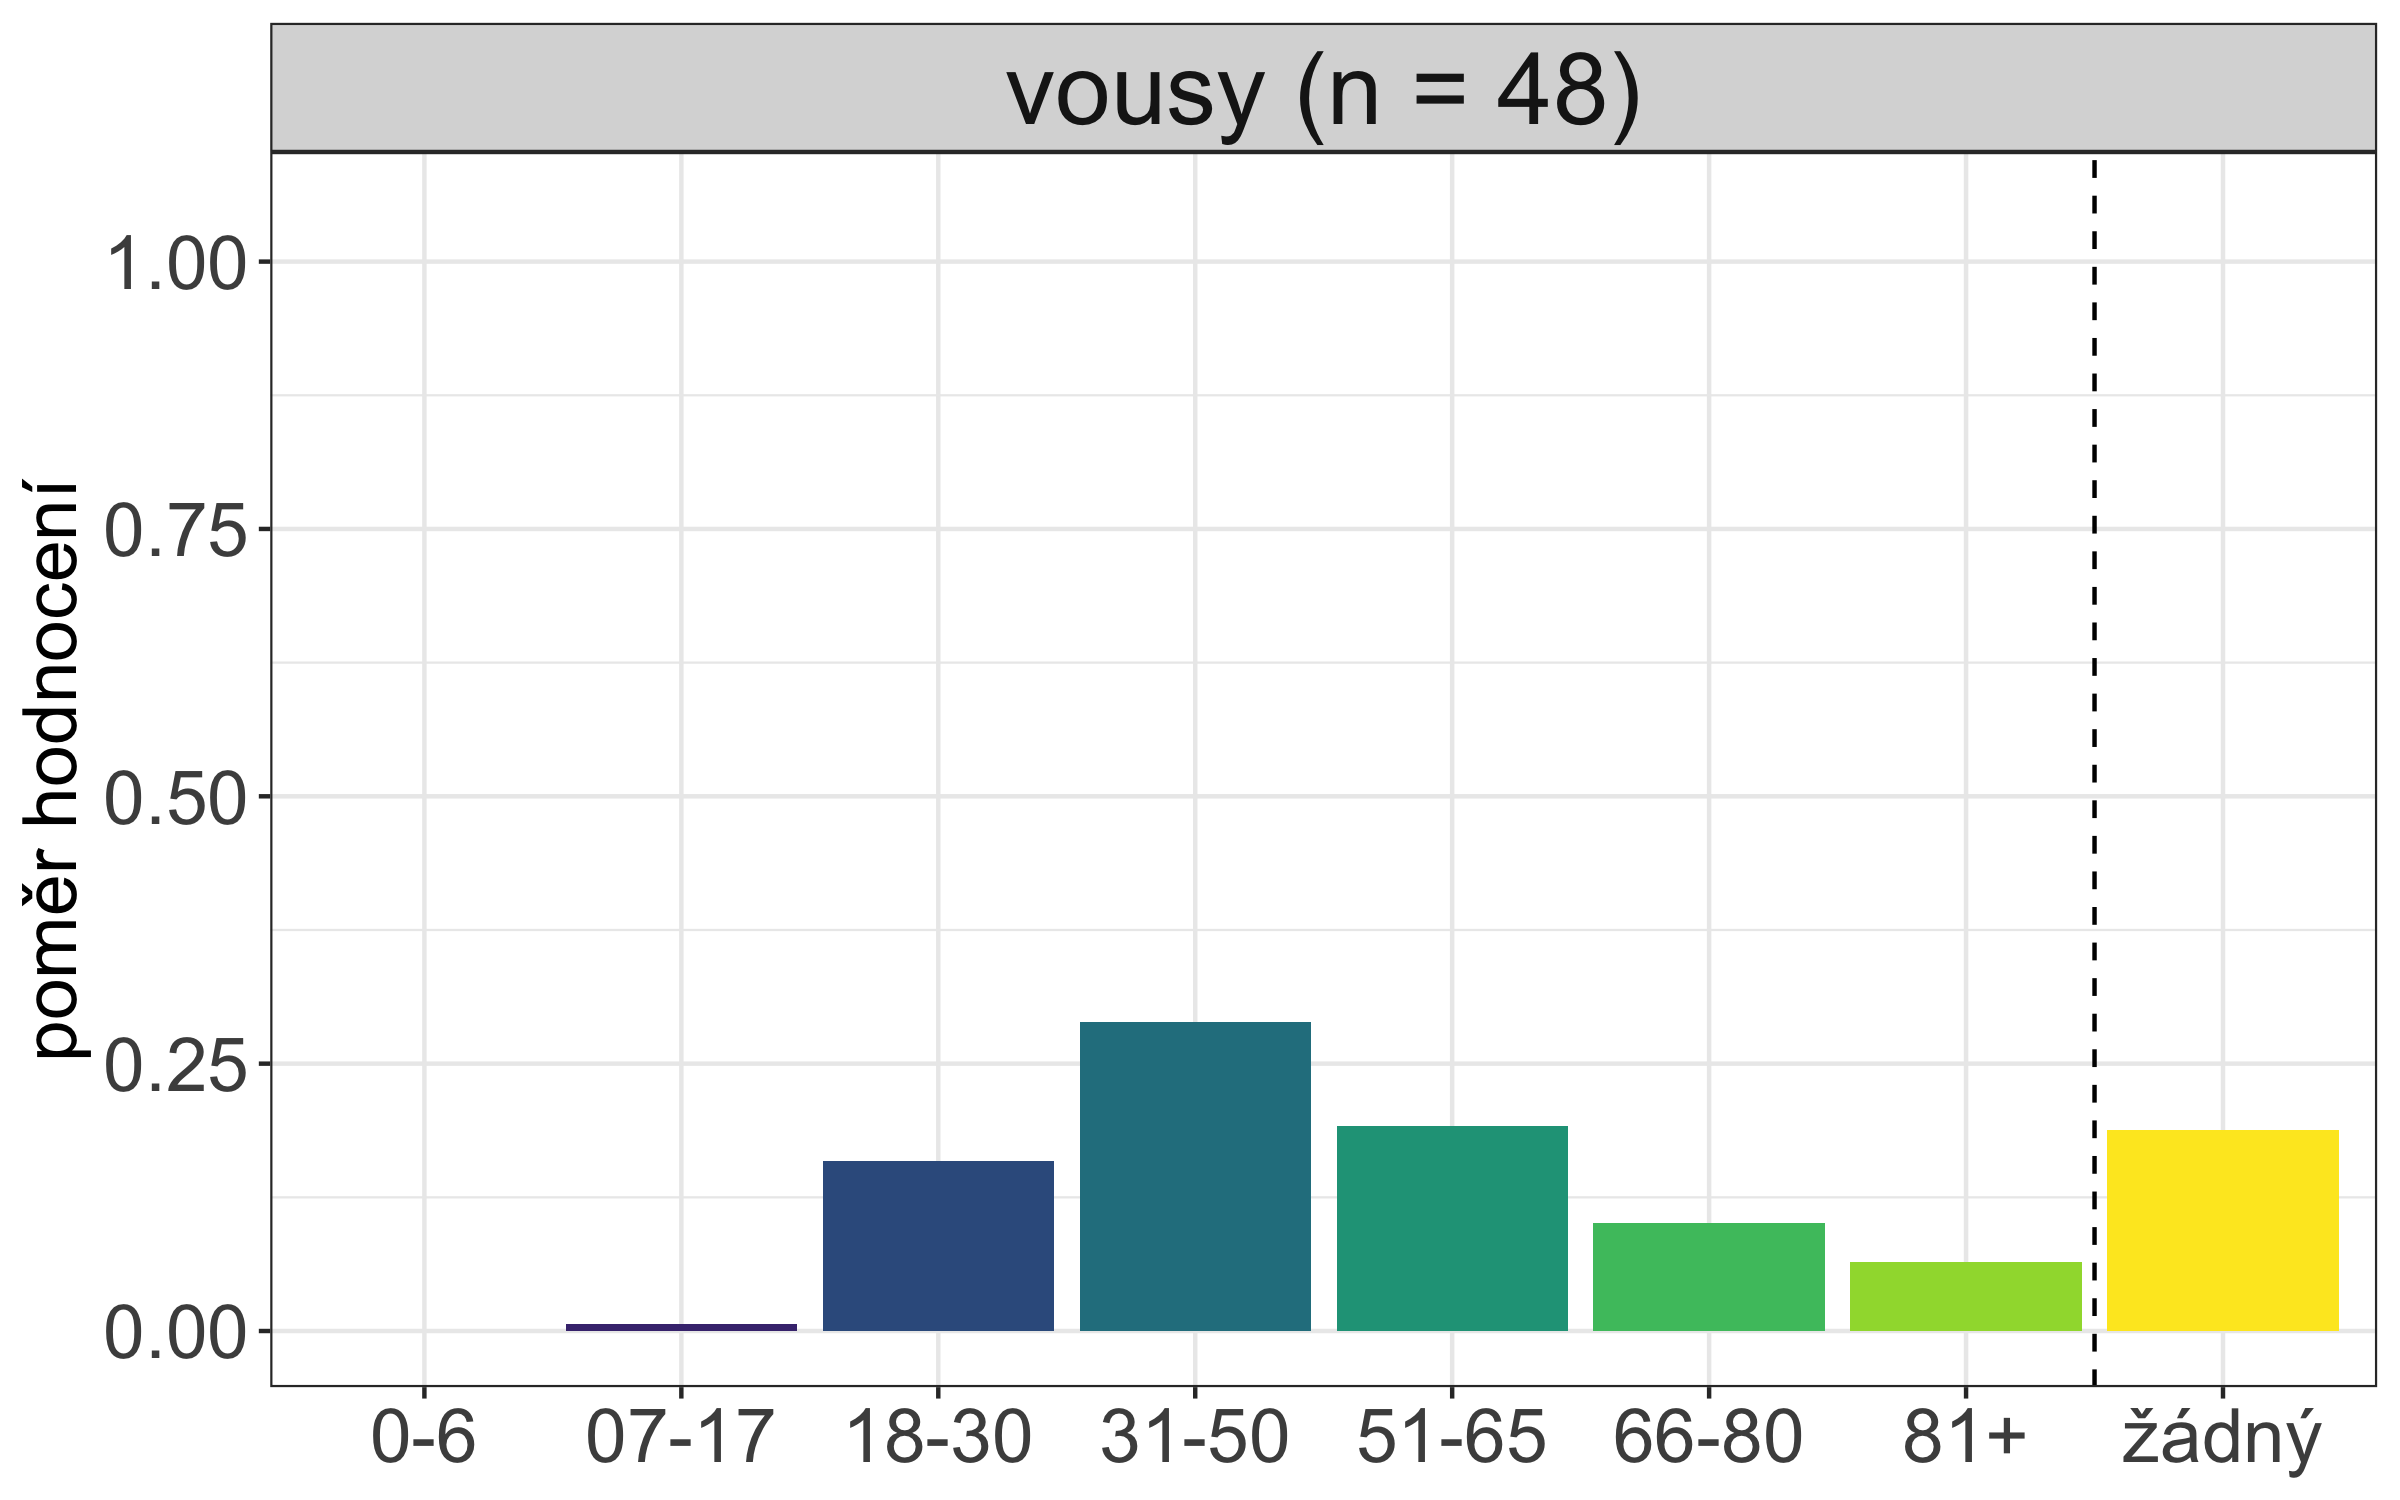 vousy (n = 48)
poměr hodnocení
1.00
0.75
0.50
0.25
0.00
0-6 07-17 18-30 31-50 51-65 66-80 81+ žádný